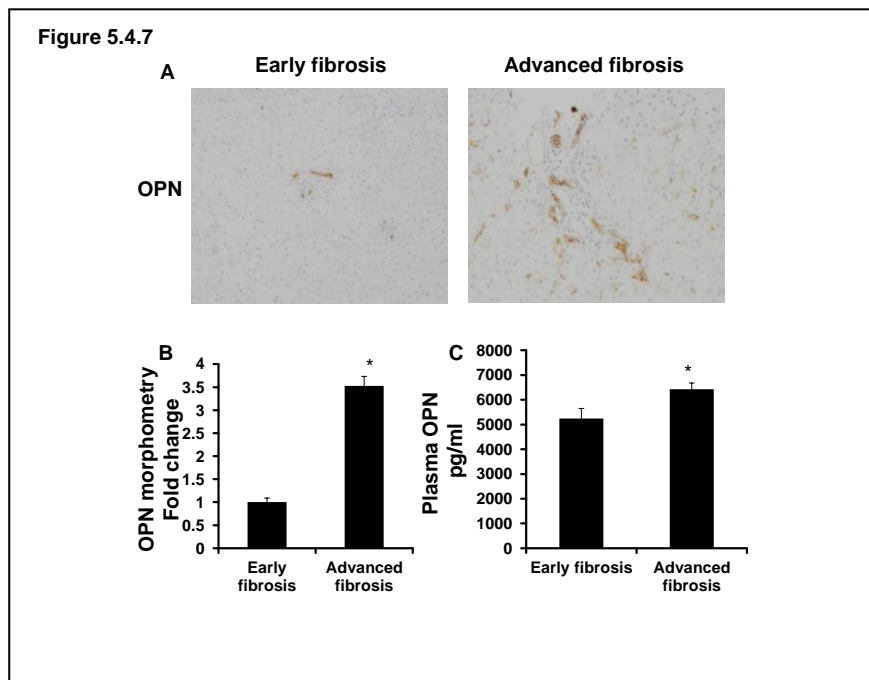 Figure 5.4.7
A
Early fibrosis
Advanced fibrosis
OPN
B
OPN morphometry
Fold change
4
3.5
3
2.5
2
1.5
1
0.5
0
*
Early
fibrosis
Advanced
fibrosis
C
Plasma OPN
pg/ml
8000
7000
6000
5000
4000
3000
2000
1000
0
*
Early fibrosis
Advanced
fibrosis